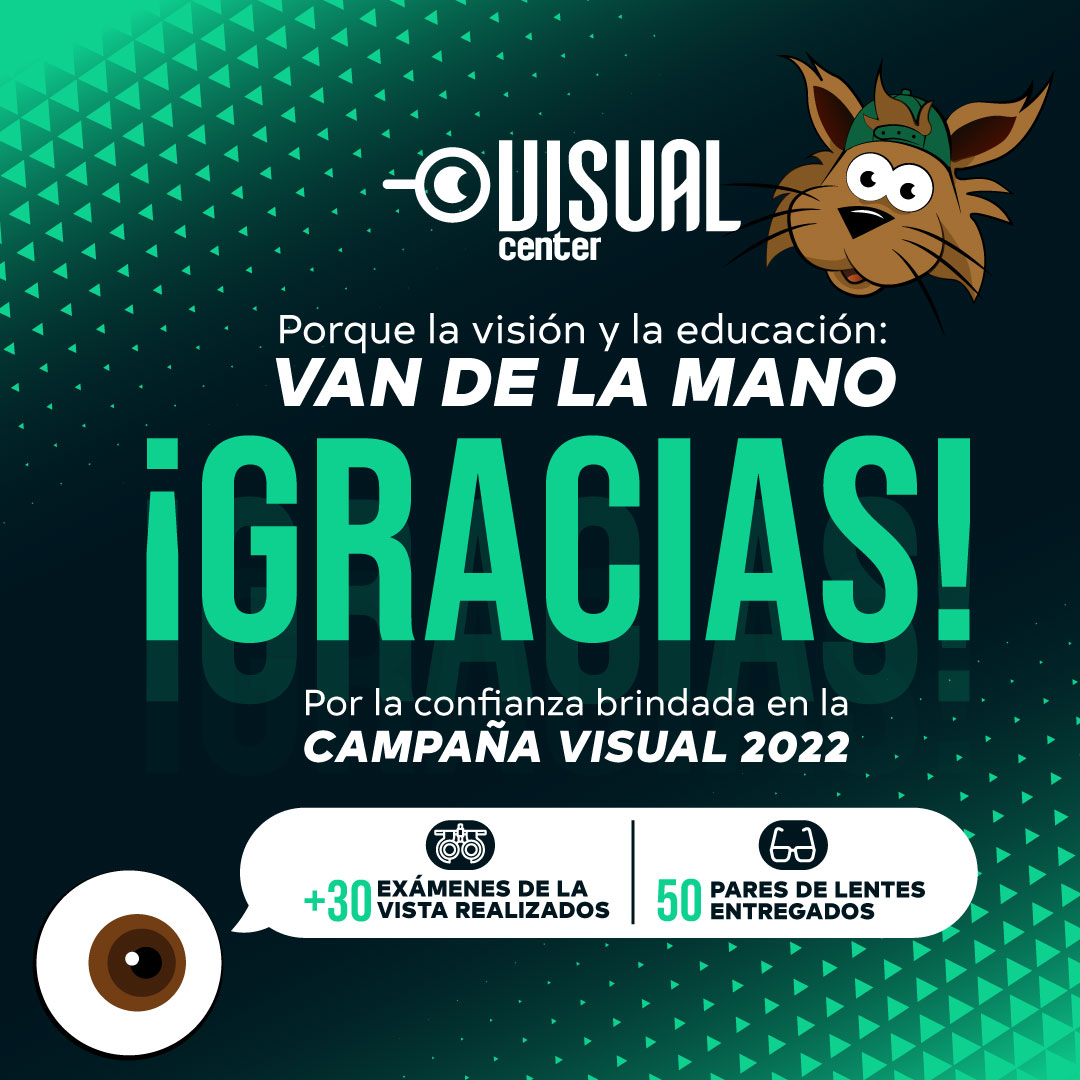 VISUAL
center
Porque la visión y la educación:
VAN DE LA MANO
¡GRACIAS!
Por la confianza brindada en la
CAMPAÑA VISUAL 2022
+30 EXÁMENES DE LA
VISTA REALIZADOS
50 PARES DE LENTES
ENTREGADOS